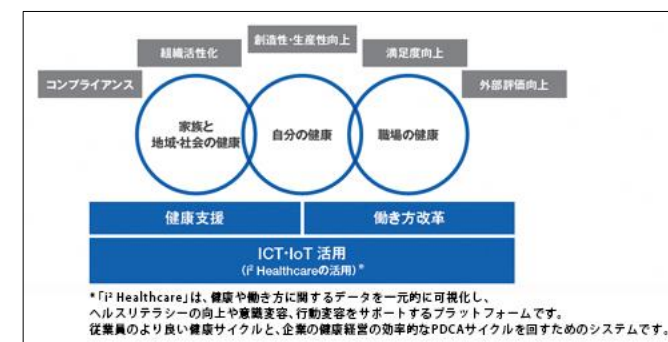 創造性・生産性向上
組織活性化
満足度向上
コンプライアンス
外部評価向上
家族と
地域・社会の健康
自分の健康
職場の健康
健康支援
働き方改革
ICT・IoT 活用
(i² Healthcareの活用)*
*「i² Healthcare」は、健康や働き方に関するデータを一元的に可視化し、
ヘルスリテラシーの向上や意識変容、行動変容をサポートするプラットフォームです。
従業員のより良い健康サイクルと、企業の健康経営の効率的なPDCAサイクルを回すためのシステムです。